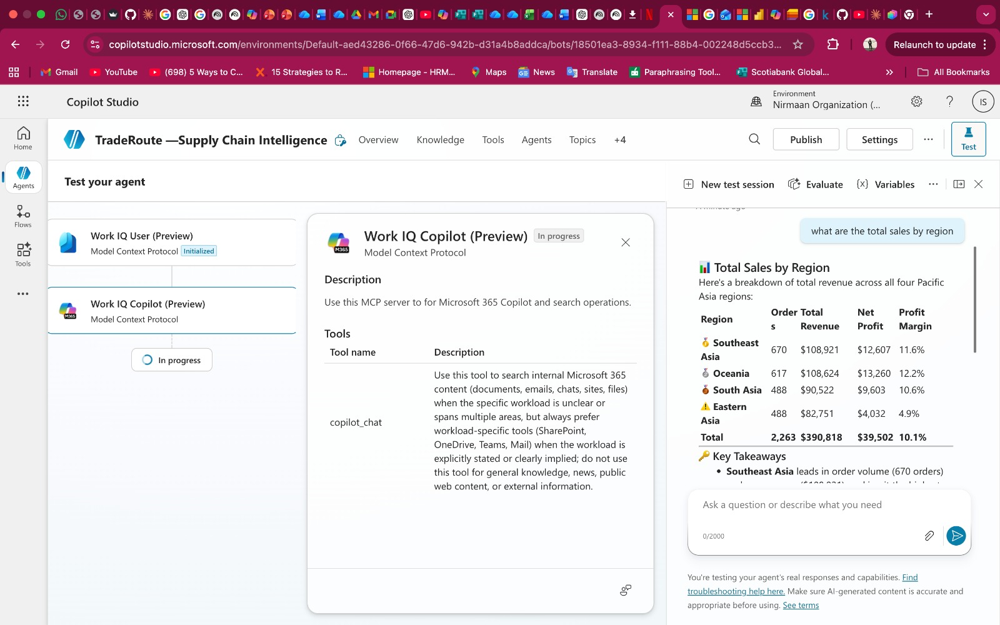 copilotstudio.microsoft.com/environments/Default-aed43286-0f66-47d6-942b-d31a4b8addca/bots/18501ea3-8934-f111-88b4-002248d5ccb3...
Relaunch to update
Gmail
YouTube
(698) 5 Ways to C...
15 Strategies to R...
Homepage - HRM...
Maps
News
Translate
Paraphrasing Tool...
Scotiabank Global...
All Bookmarks
Copilot Studio
Environment
Nirmaan Organization (...
IS
Home
Agents
Flows
Tools
TradeRoute —Supply Chain Intelligence
Overview
Knowledge
Tools
Agents
Topics
+4
Publish
Settings
Test
Test your agent
Work IQ User (Preview)
Model Context Protocol Initialized
Work IQ Copilot (Preview)
Model Context Protocol
In progress
M365
Work IQ Copilot (Preview) In progress
Model Context Protocol
Description
Use this MCP server to for Microsoft 365 Copilot and search operations.
Tools
Tool name Description
copilot_chat
Use this tool to search internal Microsoft 365
content (documents, emails, chats, sites, files)
when the specific workload is unclear or
spans multiple areas, but always prefer
workload-specific tools (SharePoint,
OneDrive, Teams, Mail) when the workload is
explicitly stated or clearly implied; do not use
this tool for general knowledge, news, public
web content, or external information.
New test session
Evaluate
Variables
what are the total sales by region
📊 Total Sales by Region
Here's a breakdown of total revenue across all four Pacific
Asia regions:
Region Orders Total Revenue Net Profit Profit Margin
🥇 Southeast Asia 670 $108,921 $12,607 11.6%
🥈 Oceania 617 $108,624 $13,260 12.2%
🥉 South Asia 488 $90,522 $9,603 10.6%
⚠️ Eastern Asia 488 $82,751 $4,032 4.9%
Total 2,263 $390,818 $39,502 10.1%
🔑 Key Takeaways
• Southeast Asia leads in order volume (670 orders)
Ask a question or describe what you need
0/2000
You're testing your agent's real responses and capabilities. Find
troubleshooting help here. Make sure AI-generated content is accurate and
appropriate before using. See terms